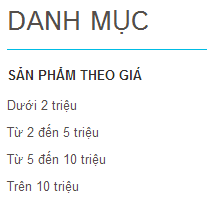 DANH MỤC
SẢN PHẨM THEO GIÁ
Dưới 2 triệu
Từ 2 đến 5 triệu
Từ 5 đến 10 triệu
Trên 10 triệu